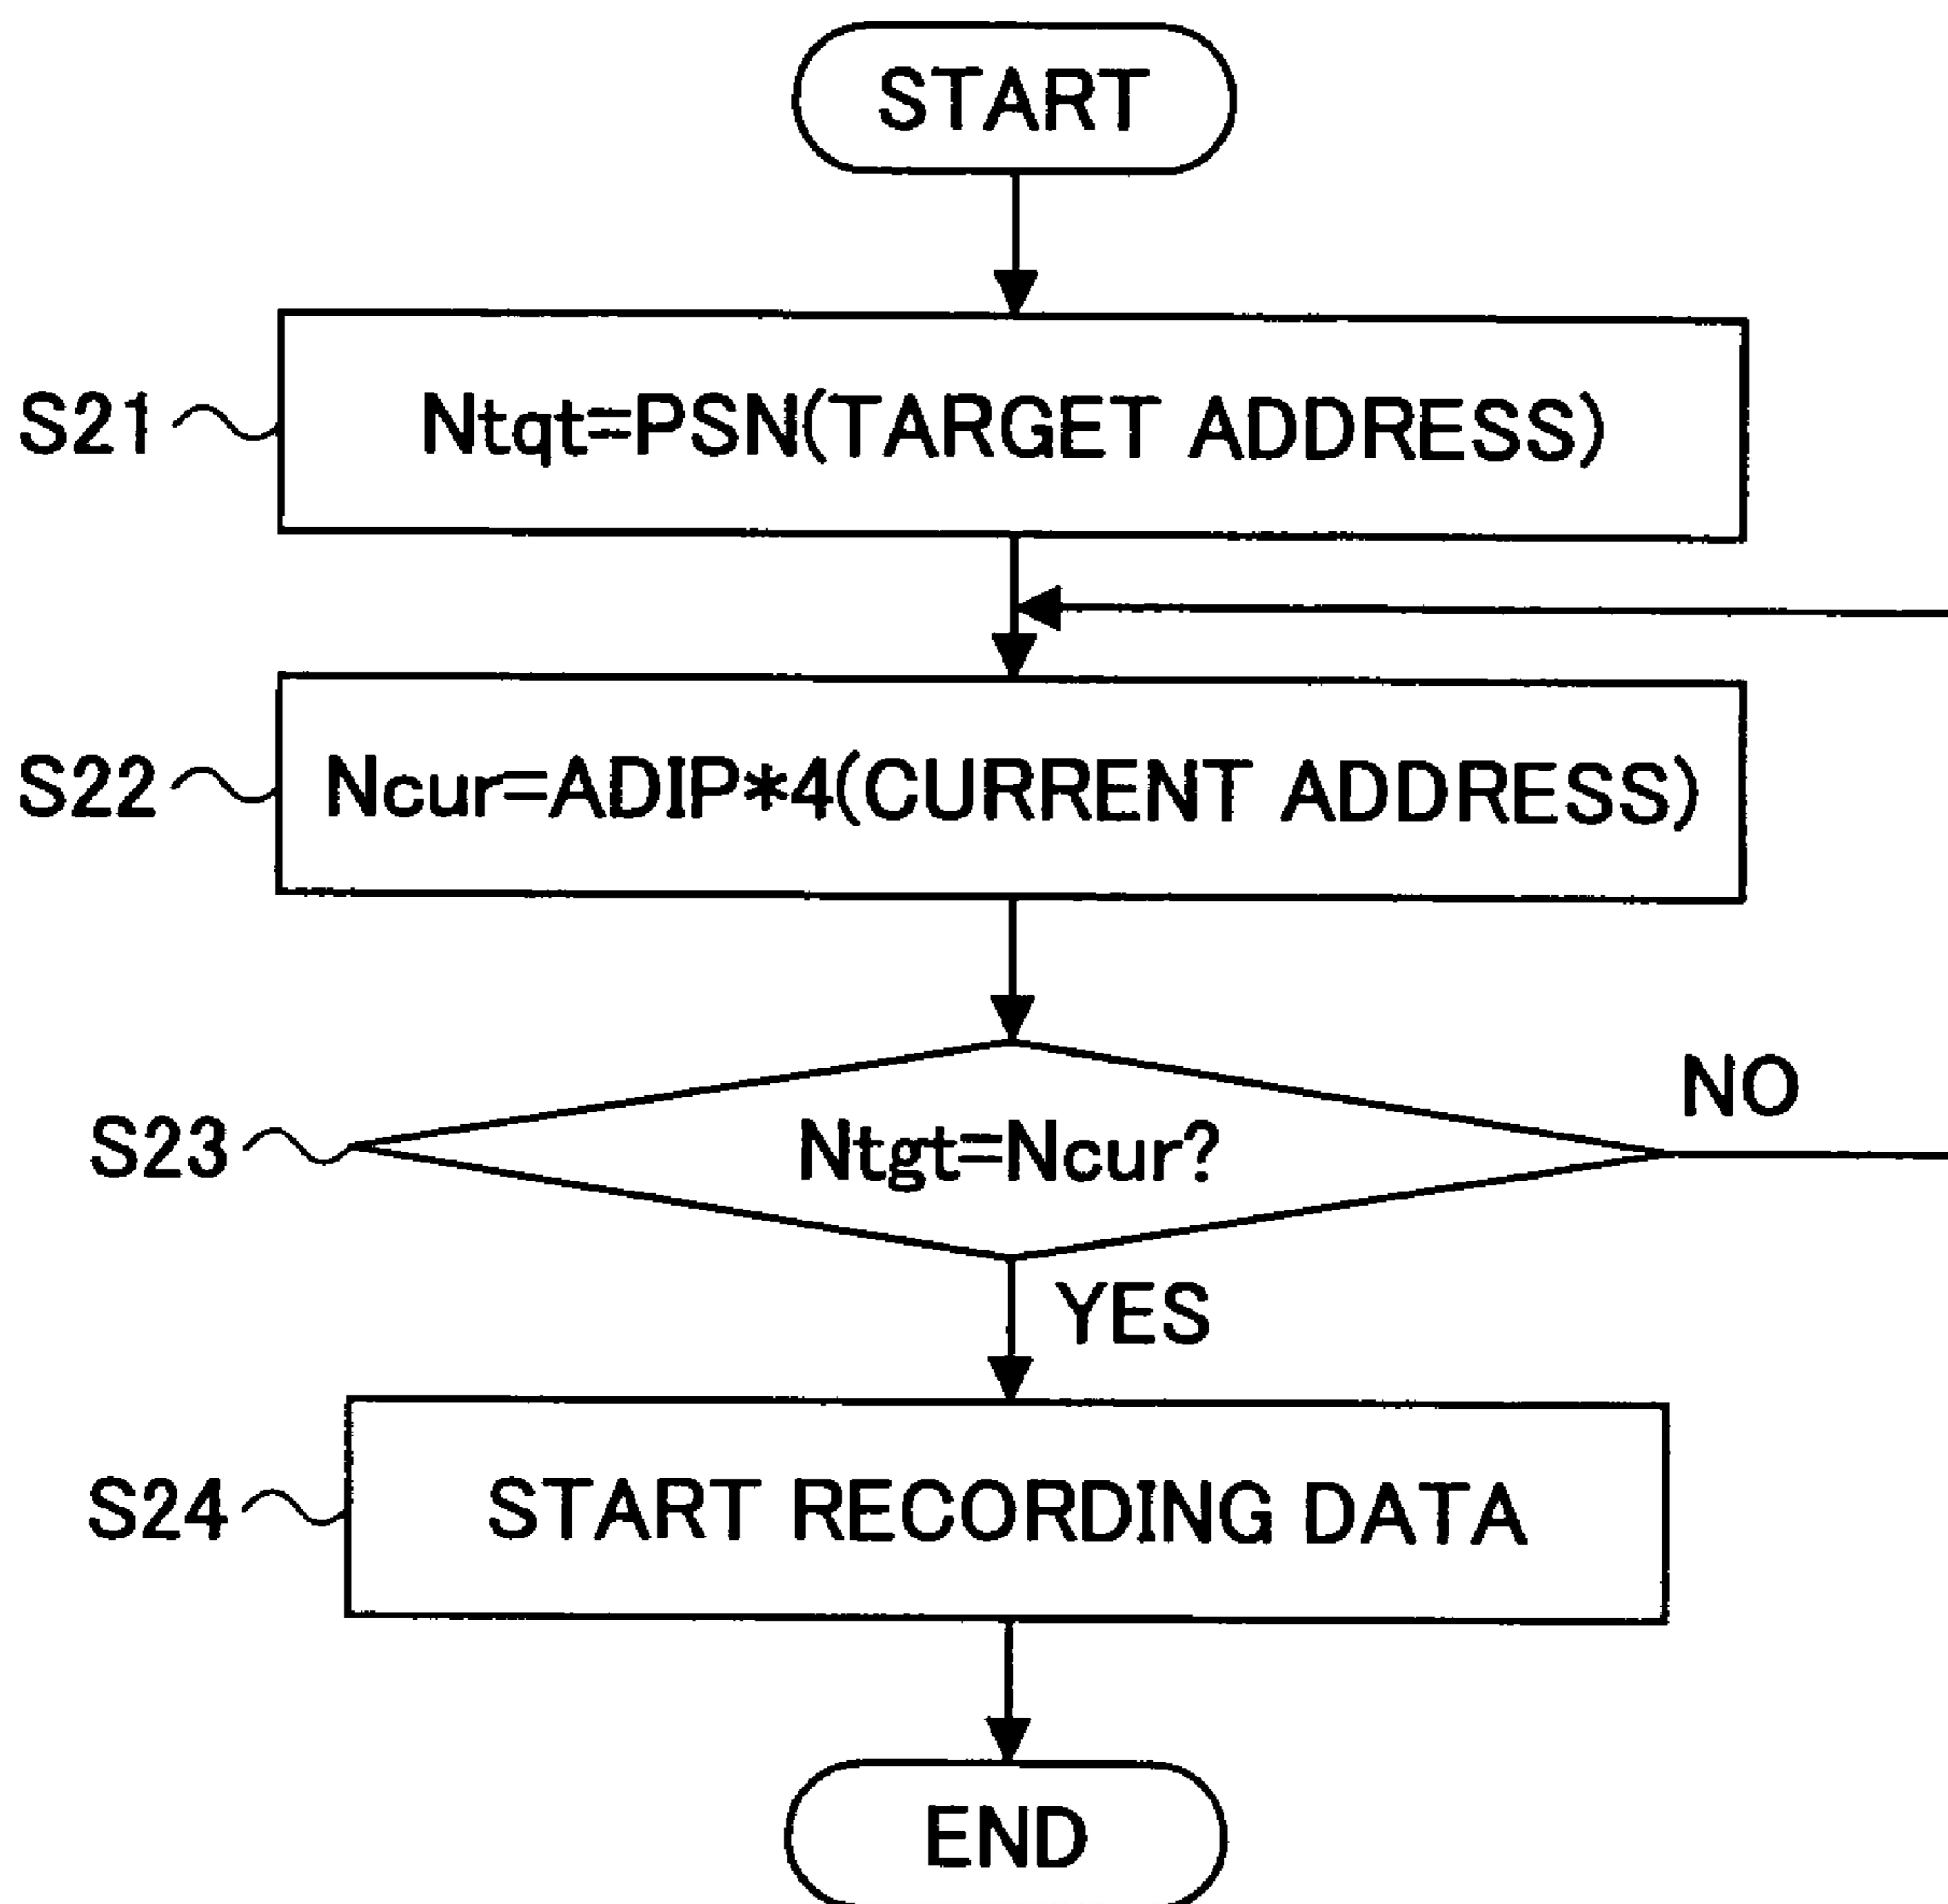 START
S21
Ntqt=PSN(TARGET ADDRESS)
S22
Ncur=ADIP*4(CURRENT ADDRESS)
S23
Ntgt=Ncur?
NO
YES
S24
START RECORDING DATA
END